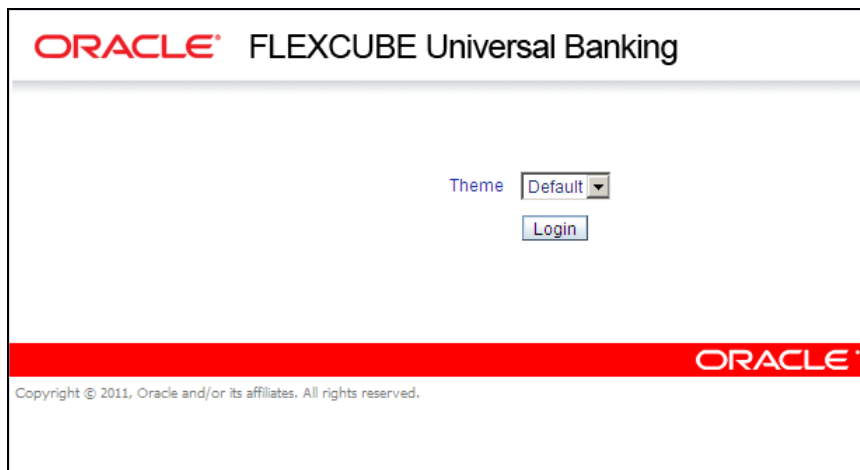 ORACLE® FLEXCUBE Universal Banking
Theme Default
Login
ORACLE
Copyright © 2011, Oracle and/or its affiliates. All rights reserved.